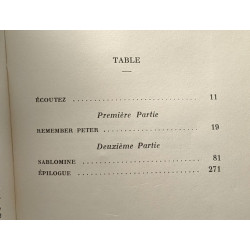 TABLE
ÉCOUTEZ 11
Première Partie
REMEMBER PETER 19
Deuxième Partie
SABLOMINE 81
ÉPILOGUE 271